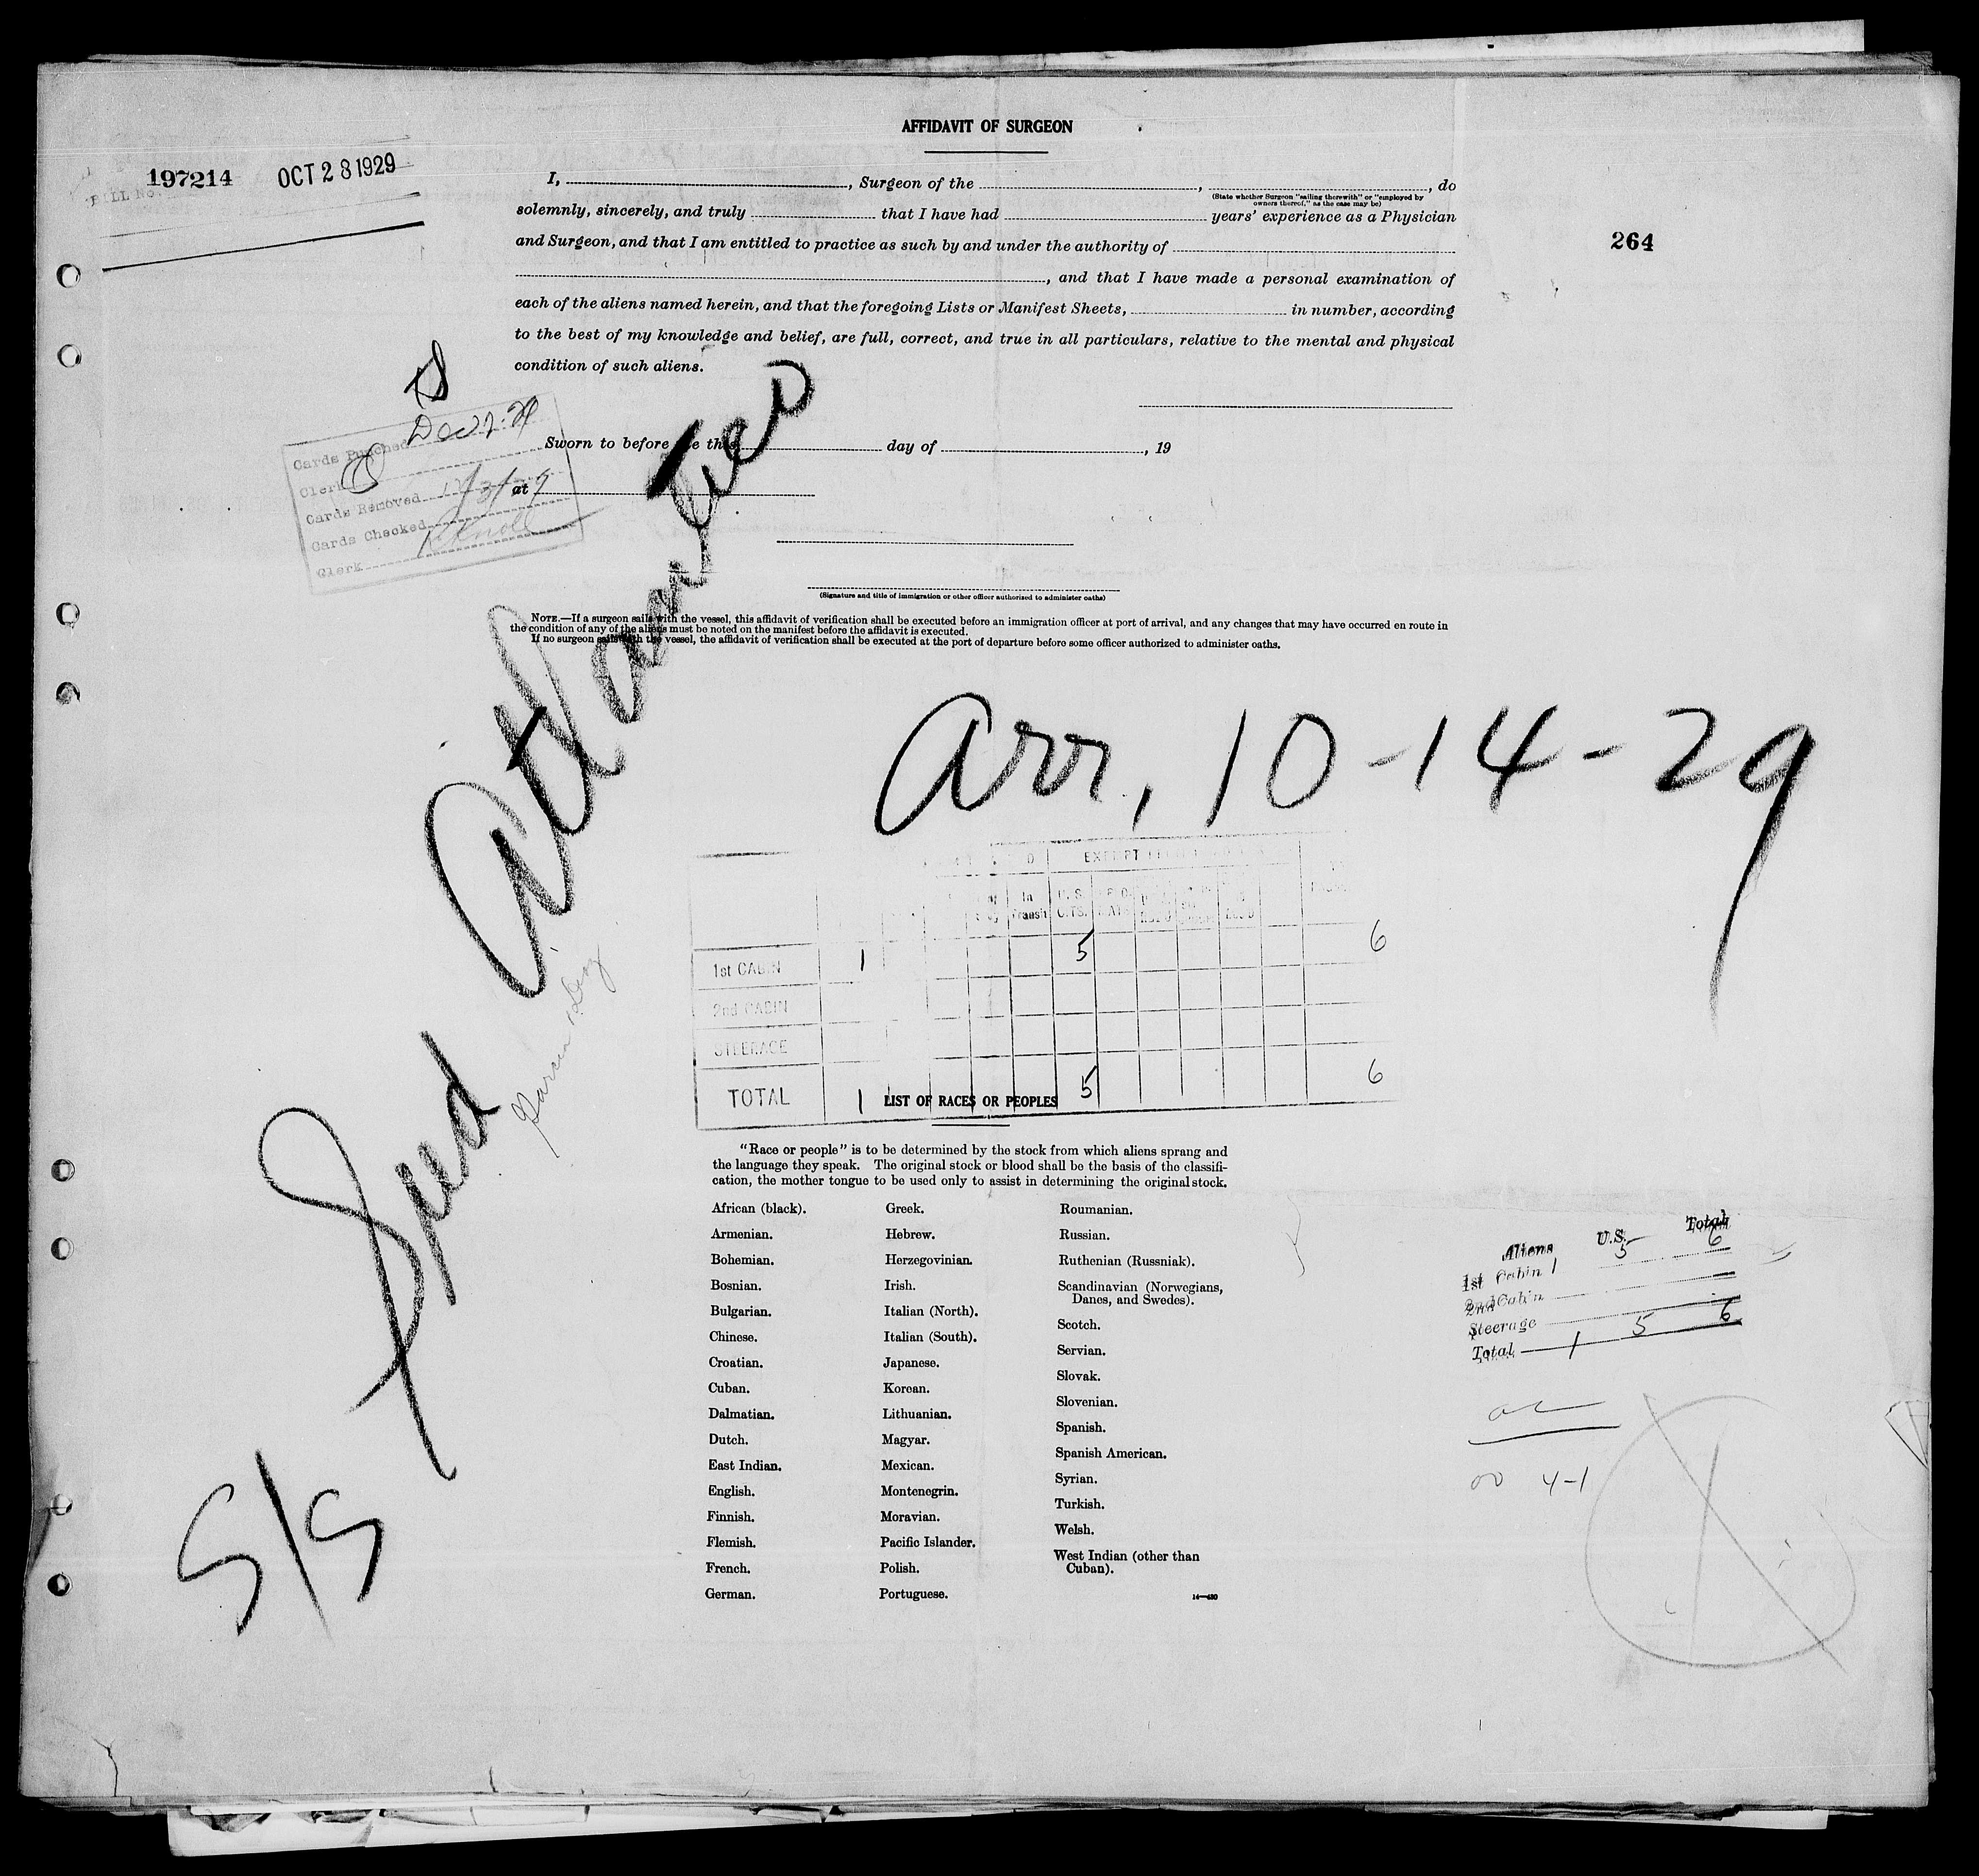 AFFIDAVIT OF SURGEON
197214 OCT 28 1929
BILL No.
I, , Surgeon of the , , do
(State whether Surgeon "sailing therewith" or "employed by
owners thereof," as the case may be)
solemnly, sincerely, and truly that I have had years' experience as a Physician
and Surgeon, and that I am entitled to practice as such by and under the authority of
264
, and that I have made a personal examination of
each of the aliens named herein, and that the foregoing Lists or Manifest Sheets, in number, according
to the best of my knowledge and belief, are full, correct, and true in all particulars, relative to the mental and physical
condition of such aliens.
Cards Punched
Clerk
Cards Removed
Cards Checked
Clerk
Sworn to before me this day of , 19
at
(Signature and title of immigration or other officer authorized to administer oaths)
NOTE.—If a surgeon sails with the vessel, this affidavit of verification shall be executed before an immigration officer at port of arrival, and any changes that may have occurred en route in
the condition of any of the aliens must be noted on the manifest before the affidavit is executed.
If no surgeon sails with the vessel, the affidavit of verification shall be executed at the port of departure before some officer authorized to administer oaths.
Arr, 10-14-29
S/S
In Transit U.S. CTS.
1st CABIN 1 5 6
2nd CABIN
STEERAGE
TOTAL 1 5 6
LIST OF RACES OR PEOPLES
"Race or people" is to be determined by the stock from which aliens sprang and
the language they speak. The original stock or blood shall be the basis of the classifi-
cation, the mother tongue to be used only to assist in determining the original stock.
African (black).
Armenian.
Bohemian.
Bosnian.
Bulgarian.
Chinese.
Croatian.
Cuban.
Dalmatian.
Dutch.
East Indian.
English.
Finnish.
Flemish.
French.
German.
Greek.
Hebrew.
Herzegovinian.
Irish.
Italian (North).
Italian (South).
Japanese.
Korean.
Lithuanian.
Magyar.
Mexican.
Montenegrin.
Moravian.
Pacific Islander.
Polish.
Portuguese.
Roumanian.
Russian.
Ruthenian (Russniak).
Scandinavian (Norwegians,
Danes, and Swedes).
Scotch.
Servian.
Slovak.
Slovenian.
Spanish.
Spanish American.
Syrian.
Turkish.
Welsh.
West Indian (other than
Cuban).
14—430
Aliens U.S. Total
1st Cabin 1 5 6
2nd Cabin
Steerage
Total 1 5 6
4-1